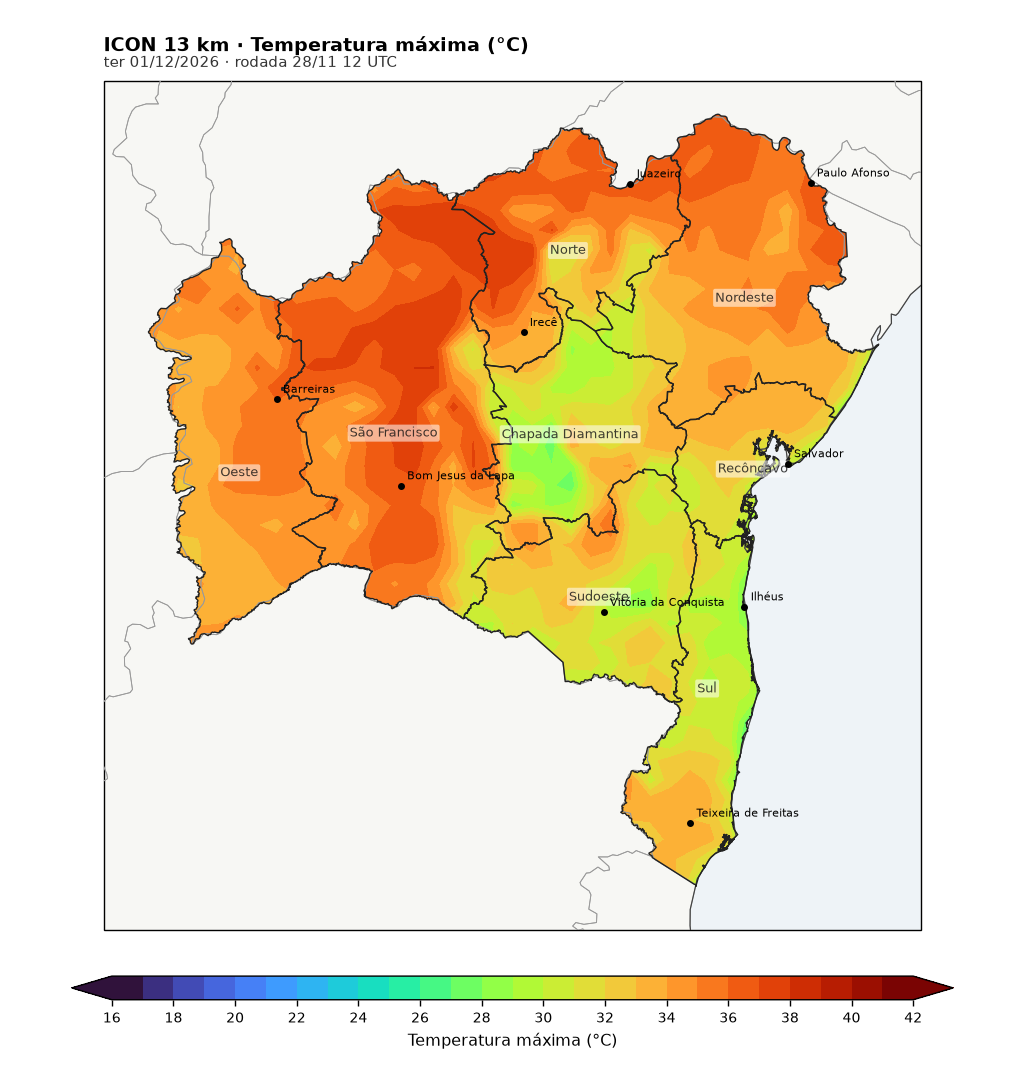 ICON 13 km · Temperatura máxima (°C)
ter 01/12/2026 · rodada 28/11 12 UTC
Juazeiro
Paulo Afonso
Norte
Nordeste
Irecê
Barreiras
São Francisco
Chapada Diamantina
Salvador
Oeste
Recôncavo
Bom Jesus da Lapa
Sudoeste
Vitória da Conquista
Ilhéus
Sul
Teixeira de Freitas
16 18 20 22 24 26 28 30 32 34 36 38 40 42
Temperatura máxima (°C)